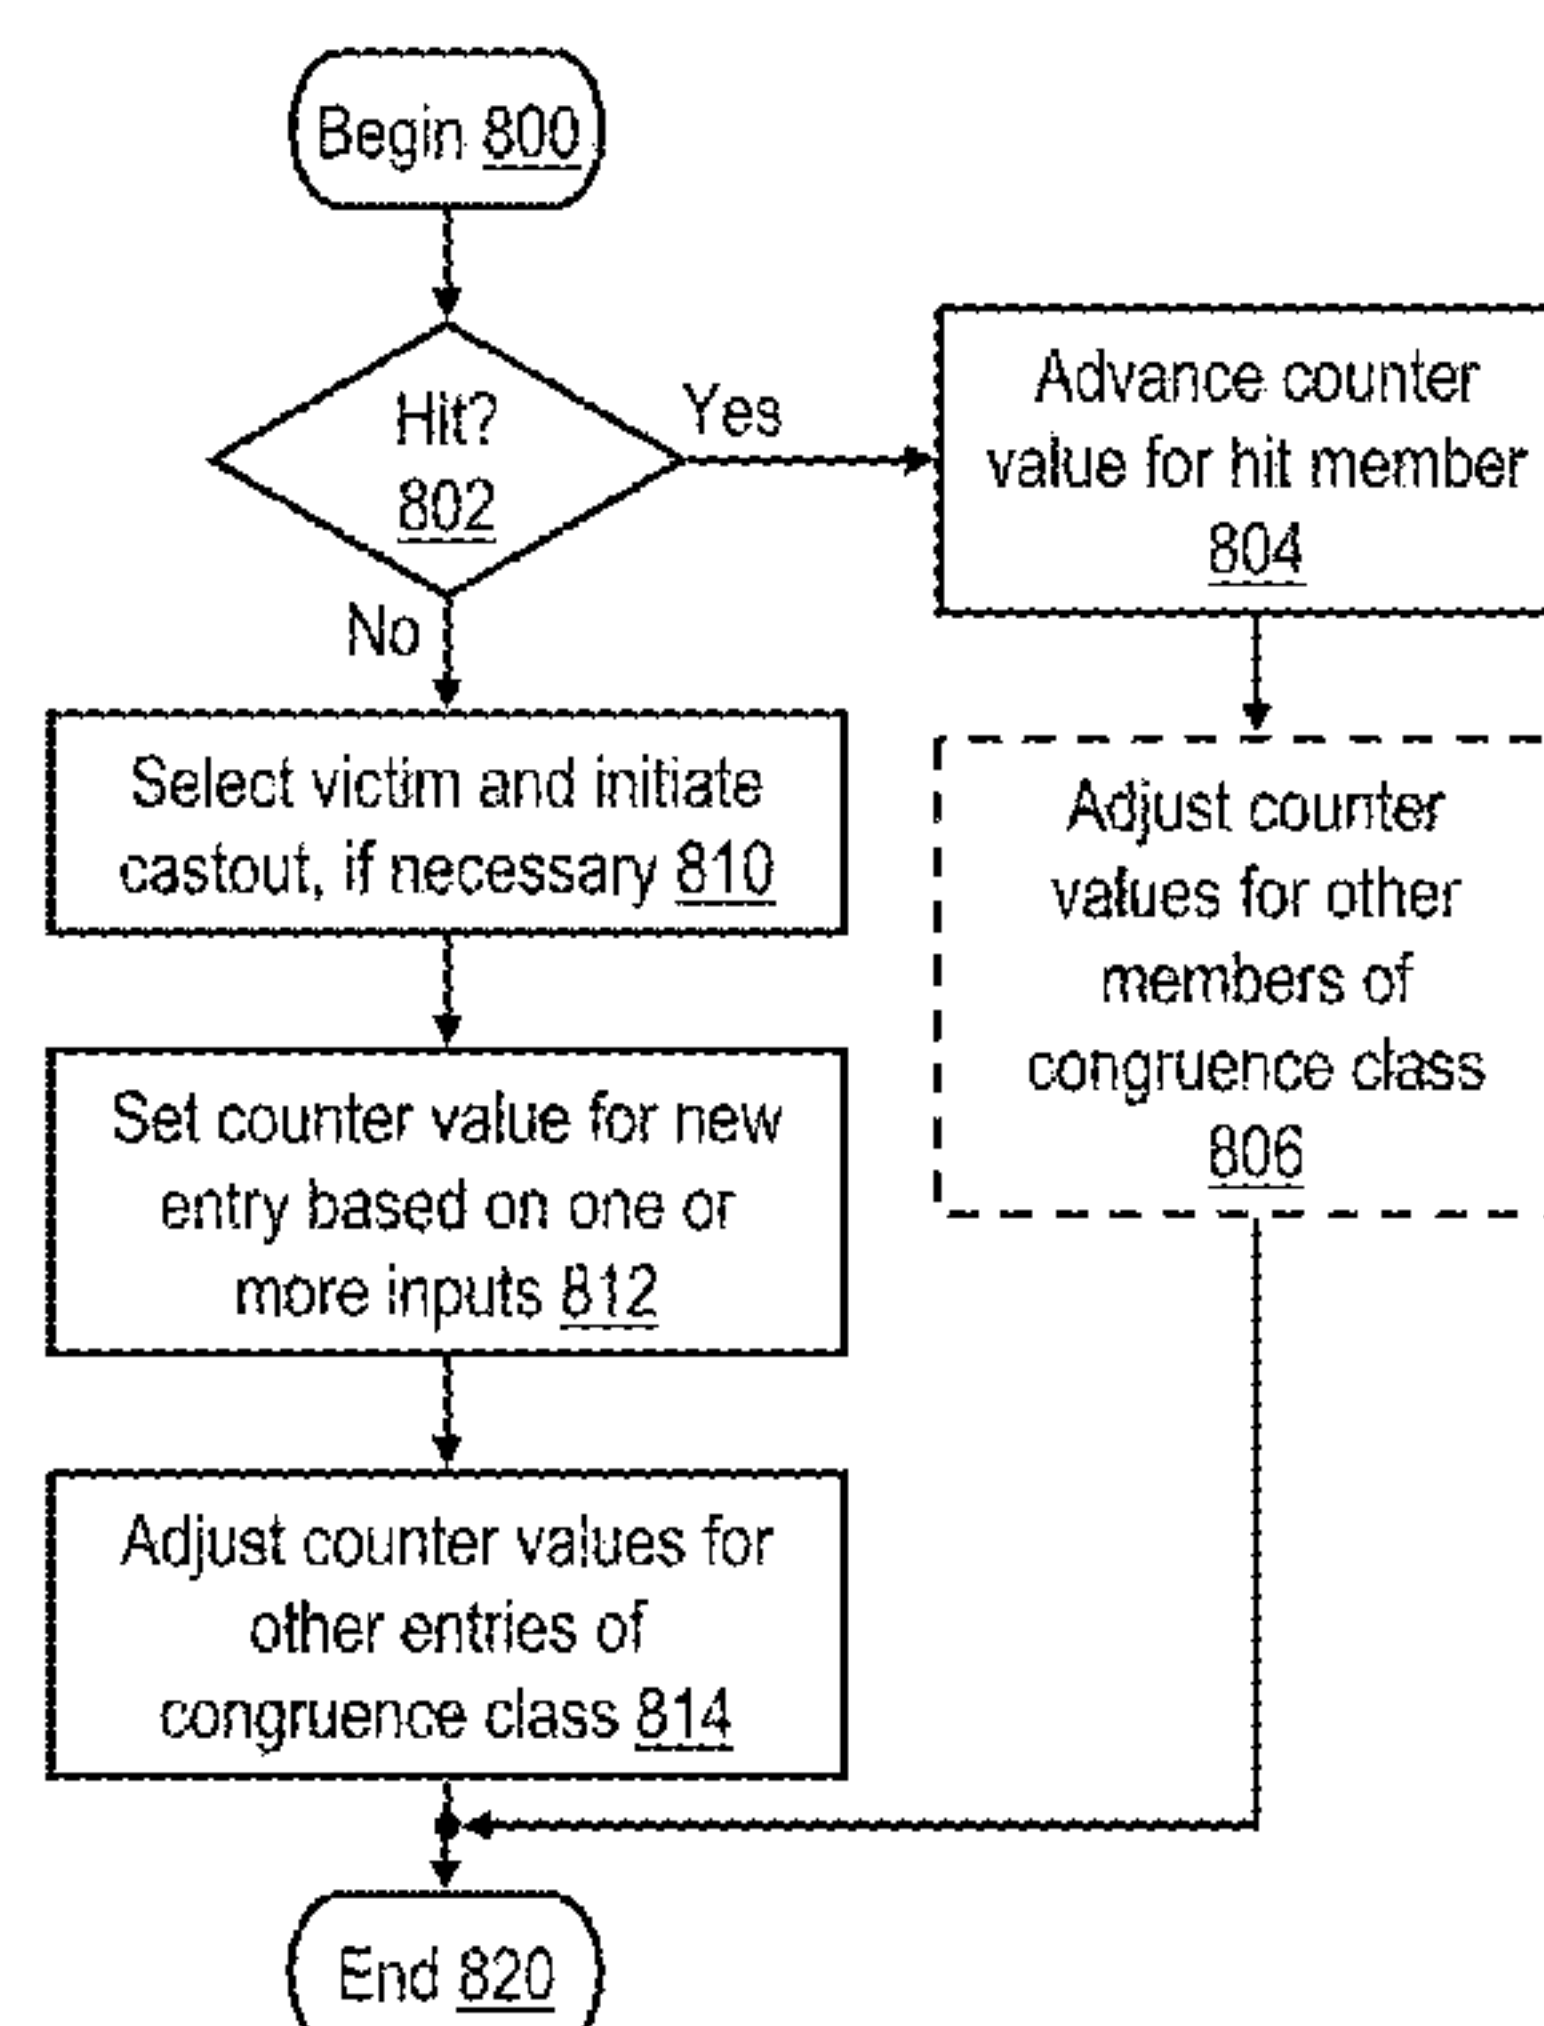 Begin 800
Hit?
802
Yes
No
Advance counter
value for hit member
804
Adjust counter
values for other
members of
congruence class
806
Select victim and initiate
castout, if necessary 810
Set counter value for new
entry based on one or
more inputs 812
Adjust counter values for
other entries of
congruence class 814
End 820